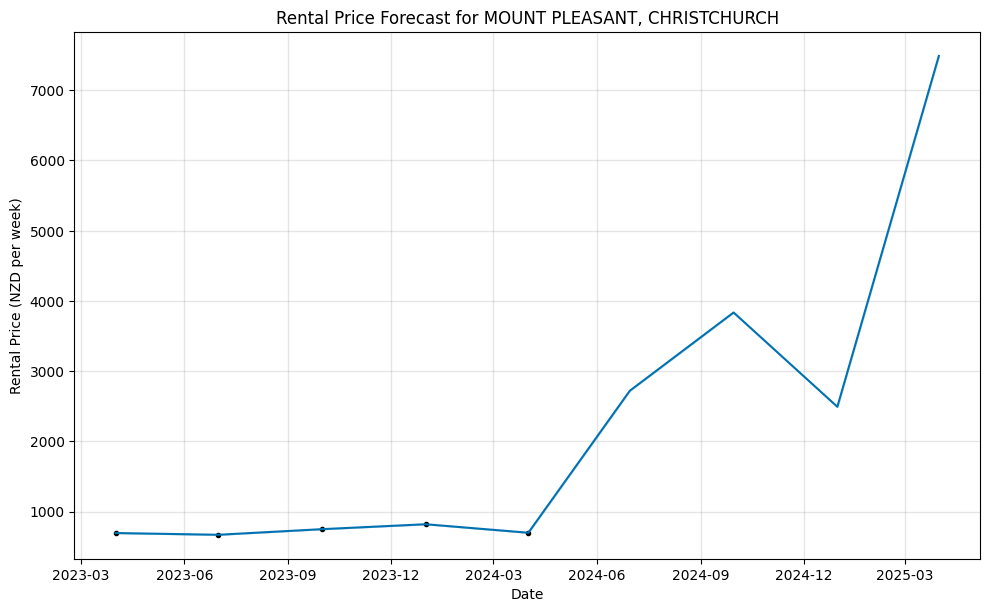 Rental Price Forecast for MOUNT PLEASANT, CHRISTCHURCH
Rental Price (NZD per week)
7000
6000
5000
4000
3000
2000
1000
2023-03 2023-06 2023-09 2023-12 2024-03 2024-06 2024-09 2024-12 2025-03
Date